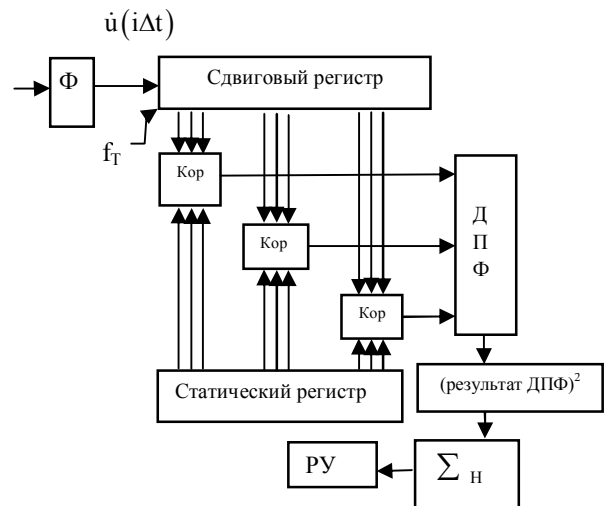 u̇(iΔt)
Ф
Сдвиговый регистр
f_T
Кор
Кор
Кор
Д
П
Ф
Статический регистр
(результат ДПФ)²
РУ
Σ н